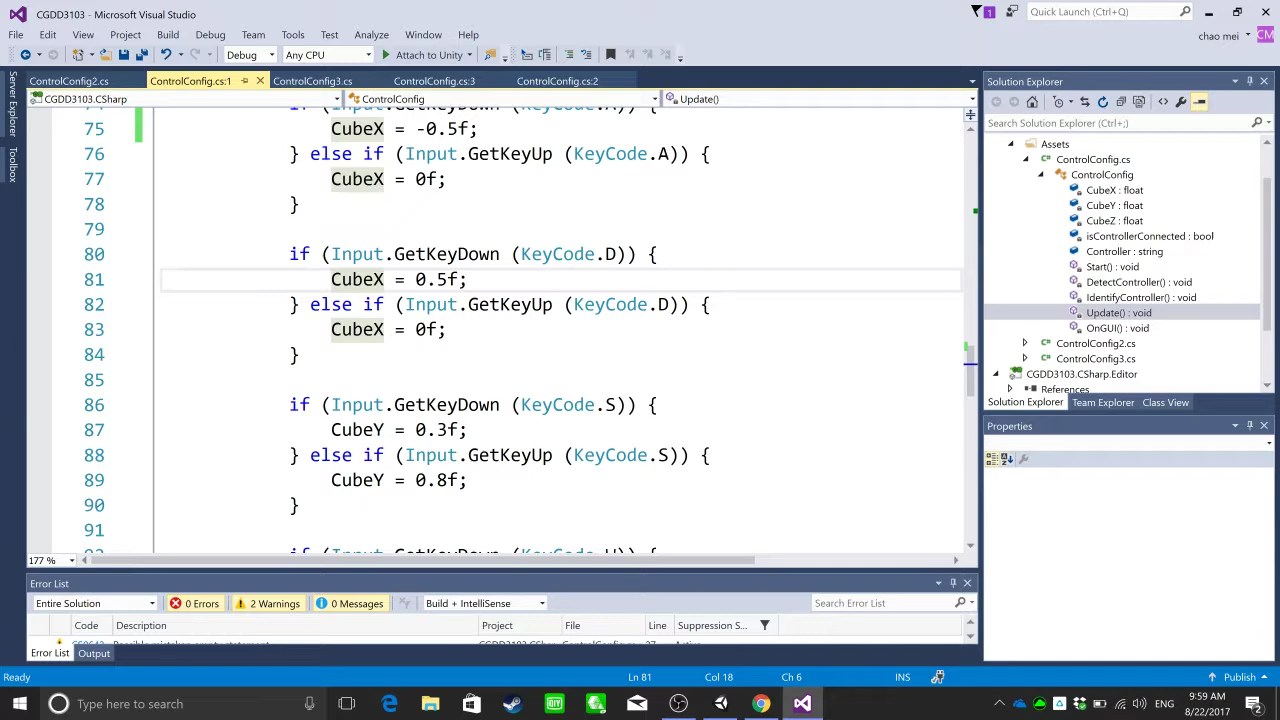 CGDD3103 - Microsoft Visual Studio
1
Quick Launch (Ctrl+Q)
File Edit View Project Build Debug Team Tools Test Analyze Window Help
chao mei
CM
Debug Any CPU Attach to Unity
Server Explorer
Toolbox
ControlConfig2.cs ControlConfig.cs:1 ControlConfig3.cs ControlConfig.cs:3 ControlConfig.cs:2
CGDD3103.CSharp ControlConfig Update()
75 CubeX = -0.5f;
76 } else if (Input.GetKeyUp (KeyCode.A)) {
77 CubeX = 0f;
78 }
79
80 if (Input.GetKeyDown (KeyCode.D)) {
81 CubeX = 0.5f;
82 } else if (Input.GetKeyUp (KeyCode.D)) {
83 CubeX = 0f;
84 }
85
86 if (Input.GetKeyDown (KeyCode.S)) {
87 CubeY = 0.3f;
88 } else if (Input.GetKeyUp (KeyCode.S)) {
89 CubeY = 0.8f;
90 }
91
177 %
Solution Explorer
Search Solution Explorer (Ctrl+;)
Assets
ControlConfig.cs
ControlConfig
CubeX : float
CubeY : float
CubeZ : float
isControllerConnected : bool
Controller : string
Start() : void
DetectController() : void
IdentifyController() : void
Update() : void
OnGUI() : void
ControlConfig2.cs
ControlConfig3.cs
CGDD3103.CSharp.Editor
References
Solution Explorer Team Explorer Class View
Properties
Error List
Entire Solution 0 Errors 2 Warnings 0 Messages Build + IntelliSense Search Error List
Code Description Project File Line Suppression S...
Error List Output
Ready Ln 81 Col 18 Ch 6 INS Publish
Type here to search
ENG
9:59 AM
8/22/2017
2